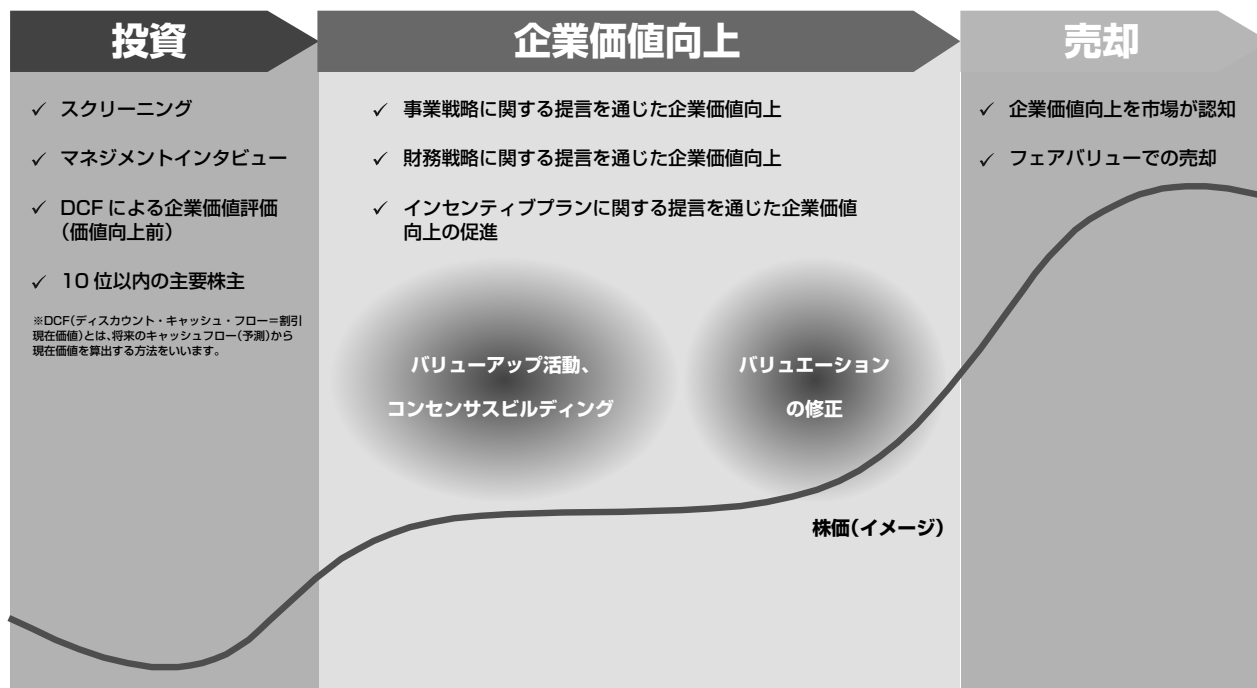 投資
企業価値向上
売却
✓ スクリーニング
✓ マネジメントインタビュー
✓ DCF による企業価値評価
(価値向上前)
✓ 10 位以内の主要株主
※DCF(ディスカウント・キャッシュ・フロー=割引
現在価値)とは、将来のキャッシュフロー(予測)から
現在価値を算出する方法をいいます。
✓ 事業戦略に関する提言を通じた企業価値向上
✓ 財務戦略に関する提言を通じた企業価値向上
✓ インセンティブプランに関する提言を通じた企業価値
向上の促進
バリューアップ活動、
コンセンサスビルディング
バリュエーション
の修正
株価(イメージ)
✓ 企業価値向上を市場が認知
✓ フェアバリューでの売却